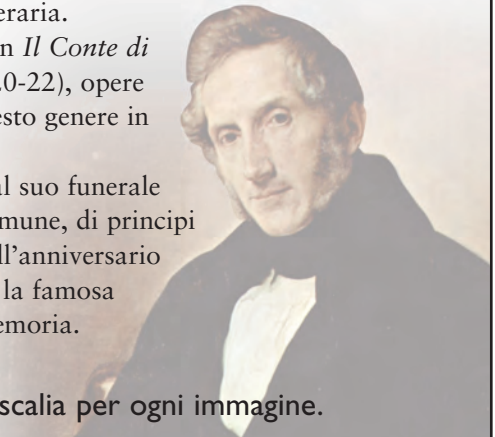 eraria.
n Il Conte di
0-22), opere
esto genere in
al suo funerale
mune, di principi
ll'anniversario
la famosa
emoria.
scalia per ogni immagine.